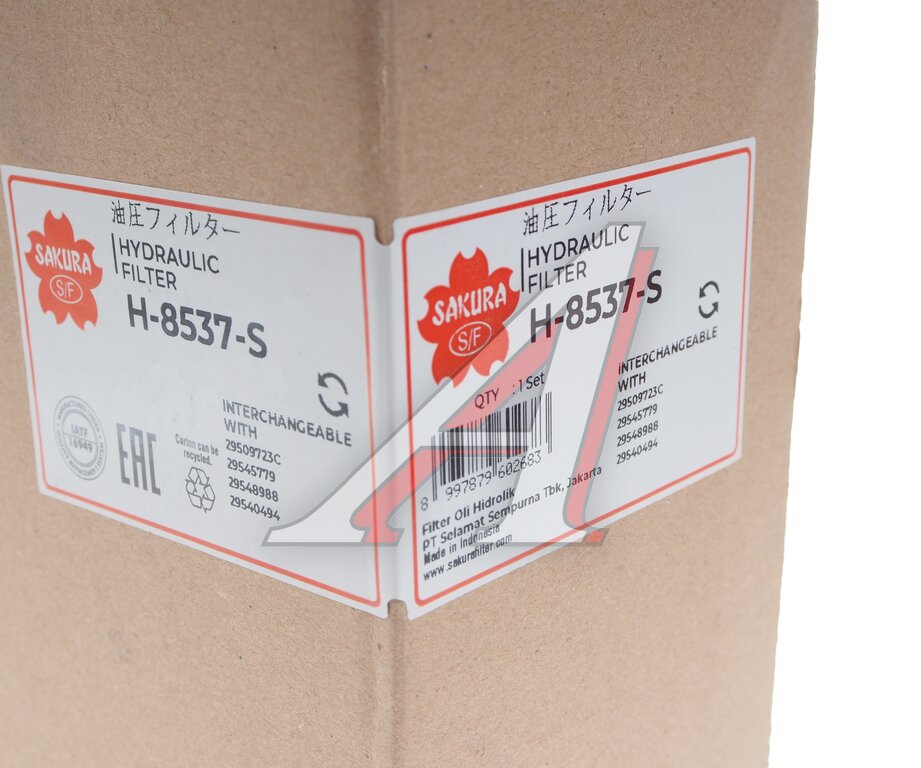 油圧フィルター
HYDRAULIC
FILTER
H-8537-S
SAKURA
S/F
INTERCHANGEABLE
WITH
29509723C
29545779
29548988
29540494
IATF
16949
EAC
Carton can be
recycled.
油圧フィルター
HYDRAULIC
FILTER
H-8537-S
SAKURA
S/F
QTY : 1 Set
INTERCHANGEABLE
WITH
29509723C
29545779
29548988
29540494
8 997879 602683
Filter Oli Hidrolik
PT Selamat Sempurna Tbk, Jakarta
Made in Indonesia
www.sakurafilter.com